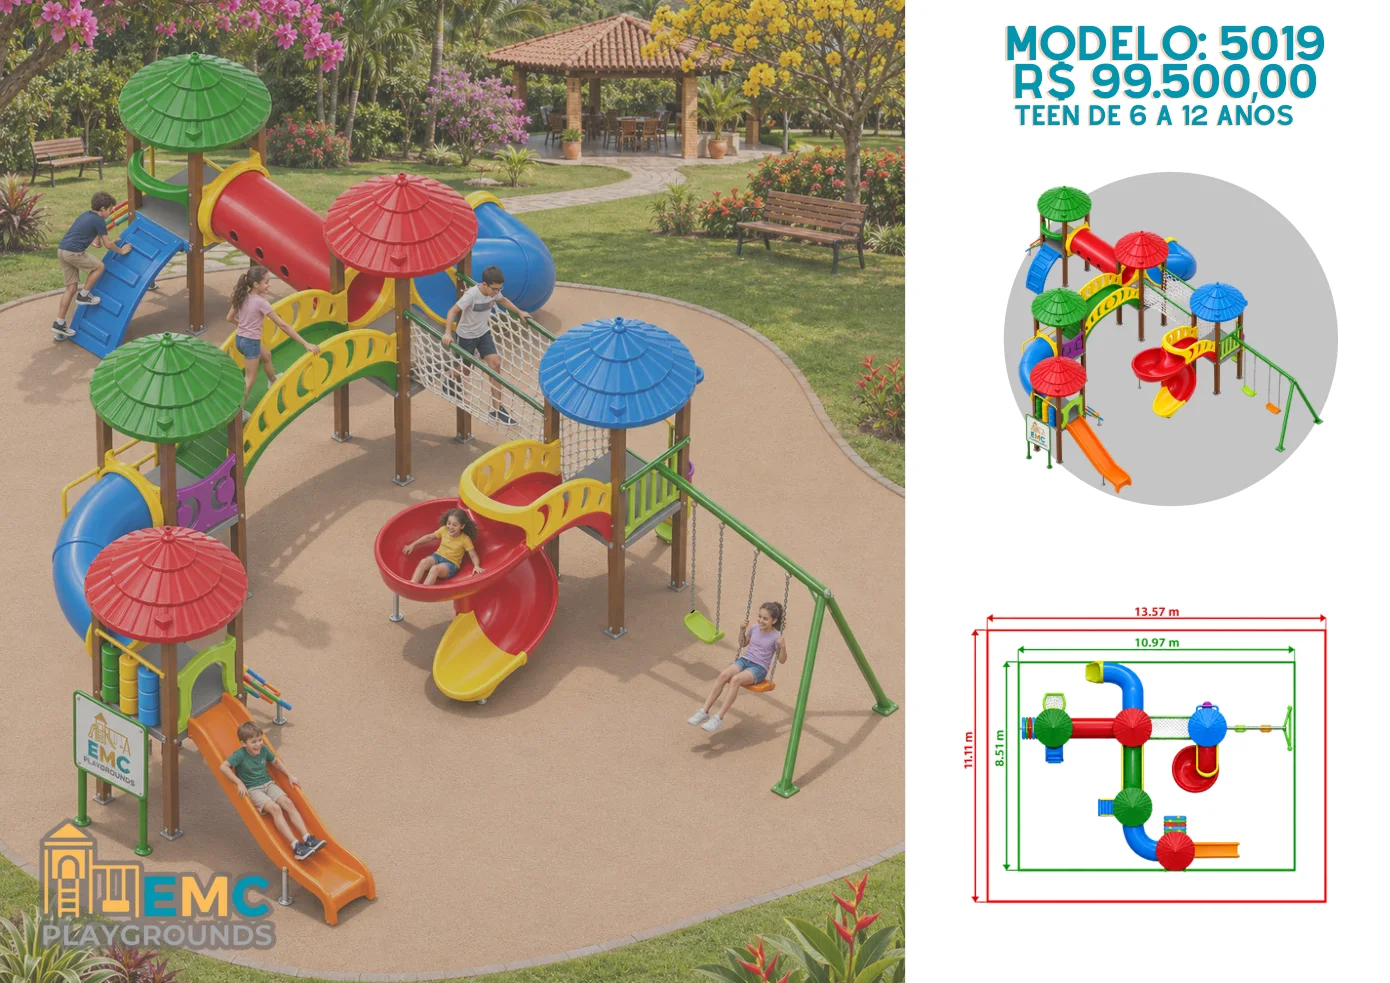 MODELO: 5019
R$ 99.500,00
TEEN DE 6 A 12 ANOS
EMC
PLAYGROUNDS
EMC
PLAYGROUNDS
EMC
13.57 m
10.97 m
11.11 m
8.51 m